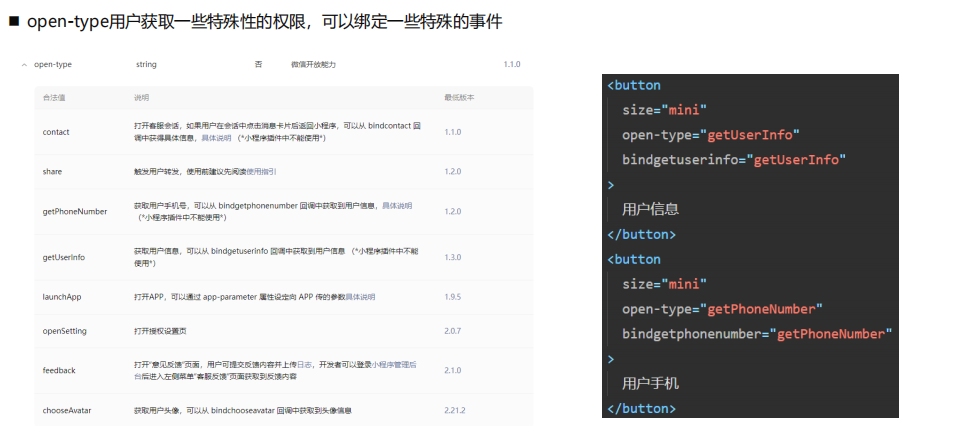 ■ open-type用户获取一些特殊性的权限，可以绑定一些特殊的事件
open-type string 否 微信开放能力 1.1.0
合法值 说明 最低版本
contact 打开客服会话，如果用户在会话中点击消息卡片后返回小程序，可以从 bindcontact 回
调中获得具体信息，具体说明 （*小程序插件中不能使用*） 1.1.0
share 触发用户转发，使用前建议先阅读使用指引 1.2.0
getPhoneNumber 获取用户手机号，可以从 bindgetphonenumber 回调中获取到用户信息，具体说明
（*小程序插件中不能使用*） 1.2.0
getUserInfo 获取用户信息，可以从 bindgetuserinfo 回调中获取到用户信息 （*小程序插件中不能
使用*） 1.3.0
launchApp 打开APP，可以通过 app-parameter 属性设定向 APP 传的参数具体说明 1.9.5
openSetting 打开授权设置页 2.0.7
feedback 打开“意见反馈”页面，用户可提交反馈内容并上传日志，开发者可以登录小程序管理后
台后进入左侧菜单“客服反馈”页面获取到反馈内容 2.1.0
chooseAvatar 获取用户头像，可以从 bindchooseavatar 回调中获取到头像信息 2.21.2
<button
size="mini"
open-type="getUserInfo"
bindgetuserinfo="getUserInfo"
>
用户信息
</button>
<button
size="mini"
open-type="getPhoneNumber"
bindgetphonenumber="getPhoneNumber"
>
用户手机
</button>